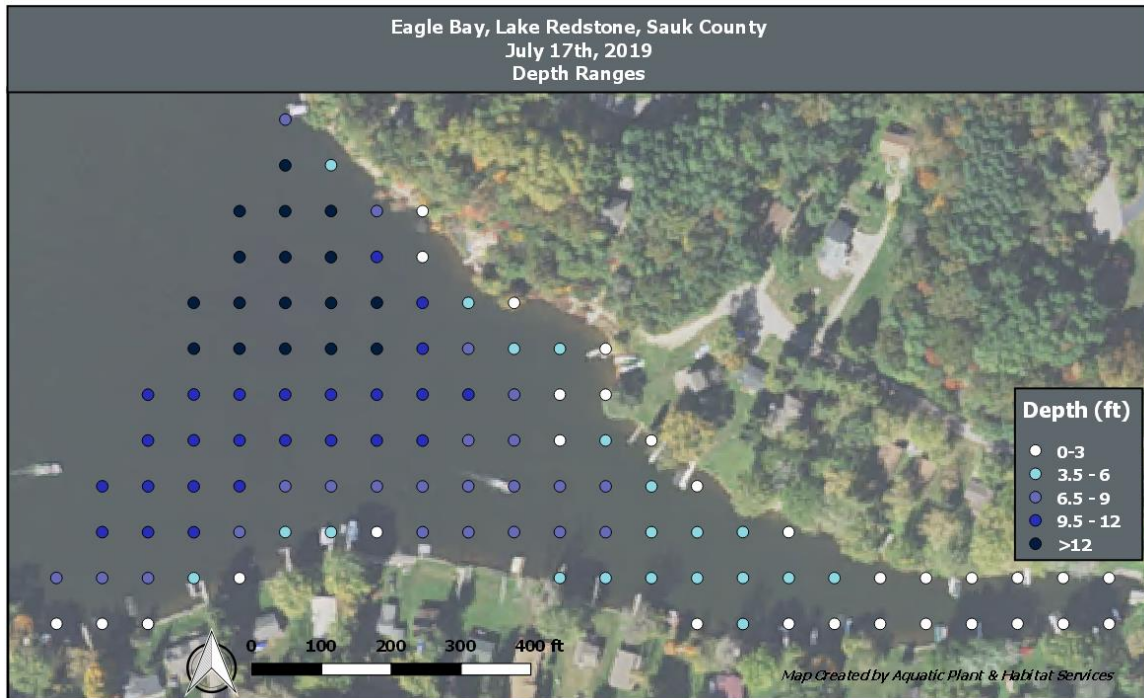 Eagle Bay, Lake Redstone, Sauk County
July 17th, 2019
Depth Ranges
Depth (ft)
0-3
3.5 - 6
6.5 - 9
9.5 - 12
>12
0 100 200 300 400 ft
Map Created by Aquatic Plant & Habitat Services